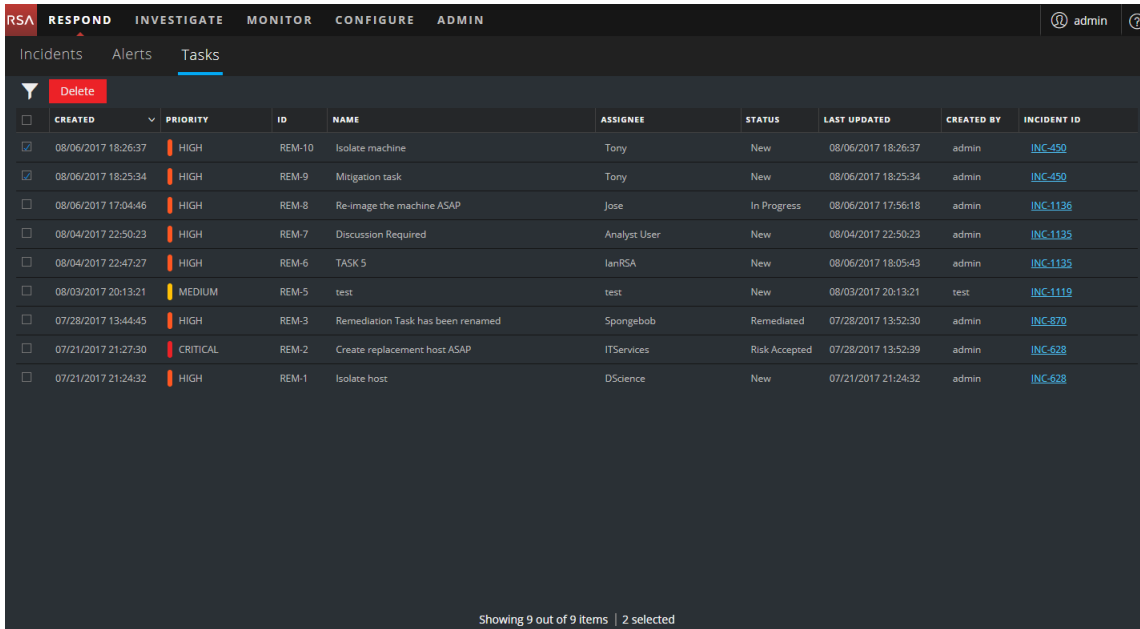 RSA RESPOND INVESTIGATE MONITOR CONFIGURE ADMIN admin
Incidents Alerts Tasks
Delete
CREATED PRIORITY ID NAME ASSIGNEE STATUS LAST UPDATED CREATED BY INCIDENT ID
08/06/2017 18:26:37 HIGH REM-10 Isolate machine Tony New 08/06/2017 18:26:37 admin INC-450
08/06/2017 18:25:34 HIGH REM-9 Mitigation task Tony New 08/06/2017 18:25:34 admin INC-450
08/06/2017 17:04:46 HIGH REM-8 Re-image the machine ASAP Jose In Progress 08/06/2017 17:56:18 admin INC-1136
08/04/2017 22:50:23 HIGH REM-7 Discussion Required Analyst User New 08/04/2017 22:50:23 admin INC-1135
08/04/2017 22:47:27 HIGH REM-6 TASK 5 IanRSA New 08/06/2017 18:05:43 admin INC-1135
08/03/2017 20:13:21 MEDIUM REM-5 test test New 08/03/2017 20:13:21 test INC-1119
07/28/2017 13:44:45 HIGH REM-3 Remediation Task has been renamed Spongebob Remediated 07/28/2017 13:52:30 admin INC-870
07/21/2017 21:27:30 CRITICAL REM-2 Create replacement host ASAP ITServices Risk Accepted 07/28/2017 13:52:39 admin INC-628
07/21/2017 21:24:32 HIGH REM-1 Isolate host DScience New 07/21/2017 21:24:32 admin INC-628
Showing 9 out of 9 items | 2 selected